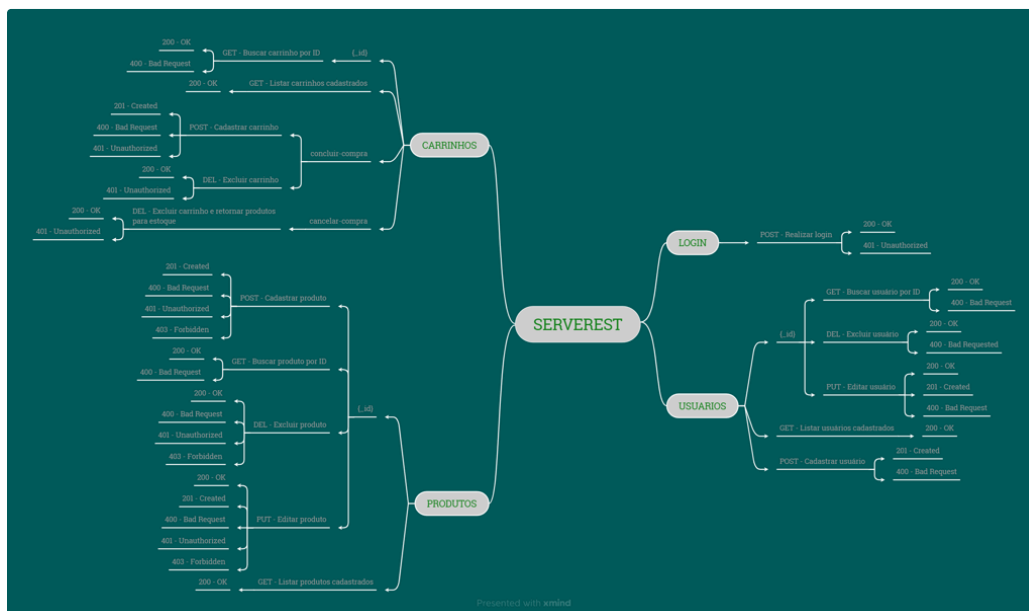 SERVEREST
CARRINHOS
{_id}
GET - Buscar carrinho por ID
200 - OK
400 - Bad Request
GET - Listar carrinhos cadastrados
200 - OK
concluir-compra
POST - Cadastrar carrinho
201 - Created
400 - Bad Request
401 - Unauthorized
DEL - Excluir carrinho
200 - OK
401 - Unauthorized
cancelar-compra
DEL - Excluir carrinho e retornar produtos
para estoque
200 - OK
401 - Unauthorized
PRODUTOS
{_id}
POST - Cadastrar produto
201 - Created
400 - Bad Request
401 - Unauthorized
403 - Forbidden
GET - Buscar produto por ID
200 - OK
400 - Bad Request
DEL - Excluir produto
200 - OK
400 - Bad Request
401 - Unauthorized
403 - Forbidden
PUT - Editar produto
200 - OK
201 - Created
400 - Bad Request
401 - Unauthorized
403 - Forbidden
GET - Listar produtos cadastrados
200 - OK
LOGIN
POST - Realizar login
200 - OK
401 - Unauthorized
USUARIOS
{_id}
GET - Buscar usuário por ID
200 - OK
400 - Bad Request
DEL - Excluir usuário
200 - OK
400 - Bad Requested
PUT - Editar usuário
200 - OK
201 - Created
400 - Bad Request
GET - Listar usuários cadastrados
200 - OK
POST - Cadastrar usuário
201 - Created
400 - Bad Request
Presented with xmind